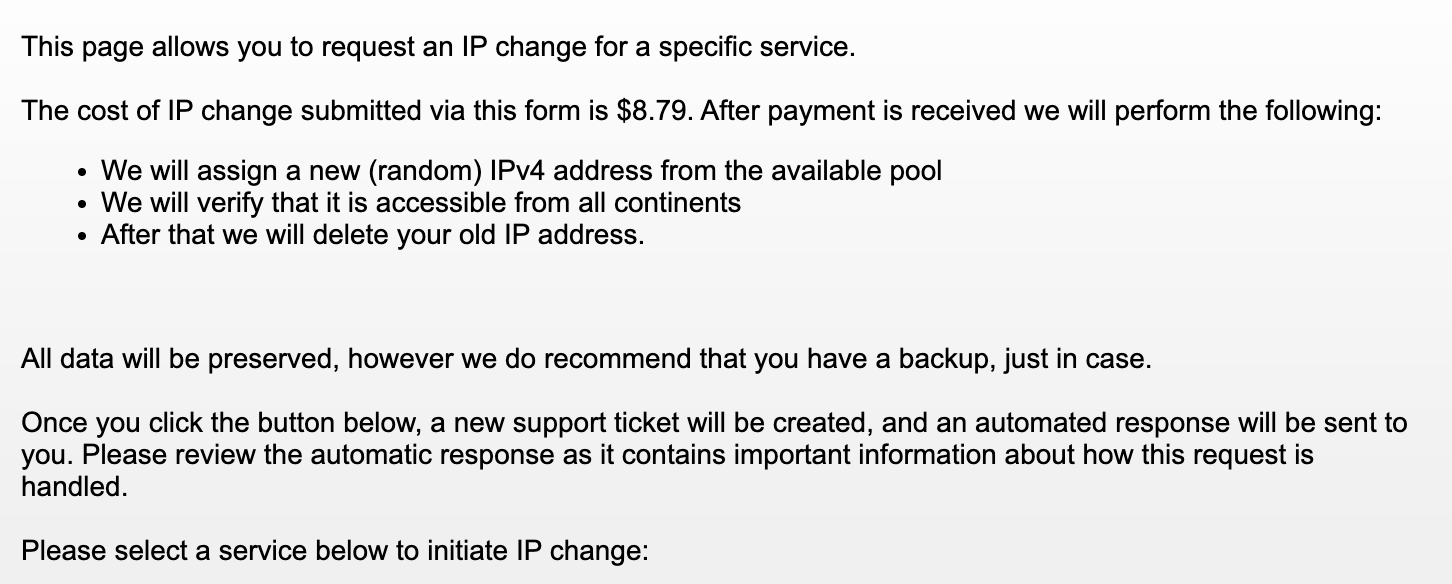 This page allows you to request an IP change for a specific service.
The cost of IP change submitted via this form is $8.79. After payment is received we will perform the following:
• We will assign a new (random) IPv4 address from the available pool
• We will verify that it is accessible from all continents
• After that we will delete your old IP address.
All data will be preserved, however we do recommend that you have a backup, just in case.
Once you click the button below, a new support ticket will be created, and an automated response will be sent to
you. Please review the automatic response as it contains important information about how this request is
handled.
Please select a service below to initiate IP change: